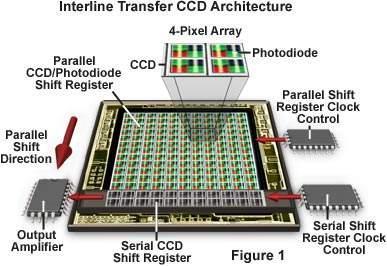 Interline Transfer CCD Architecture
4-Pixel Array
CCD
Photodiode
Parallel
CCD/Photodiode
Shift Register
Parallel Shift
Register Clock
Control
Parallel
Shift
Direction
Output
Amplifier
Serial CCD
Shift Register
Figure 1
Serial Shift
Register Clock
Control